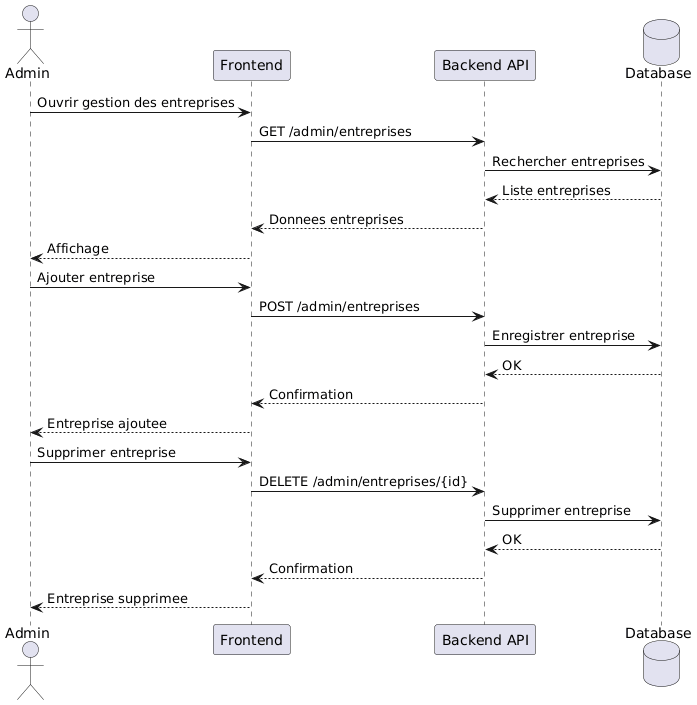 Admin
Frontend
Backend API
Database
Ouvrir gestion des entreprises
GET /admin/entreprises
Rechercher entreprises
Liste entreprises
Donnees entreprises
Affichage
Ajouter entreprise
POST /admin/entreprises
Enregistrer entreprise
OK
Confirmation
Entreprise ajoutee
Supprimer entreprise
DELETE /admin/entreprises/{id}
Supprimer entreprise
OK
Confirmation
Entreprise supprimee
Admin
Frontend
Backend API
Database